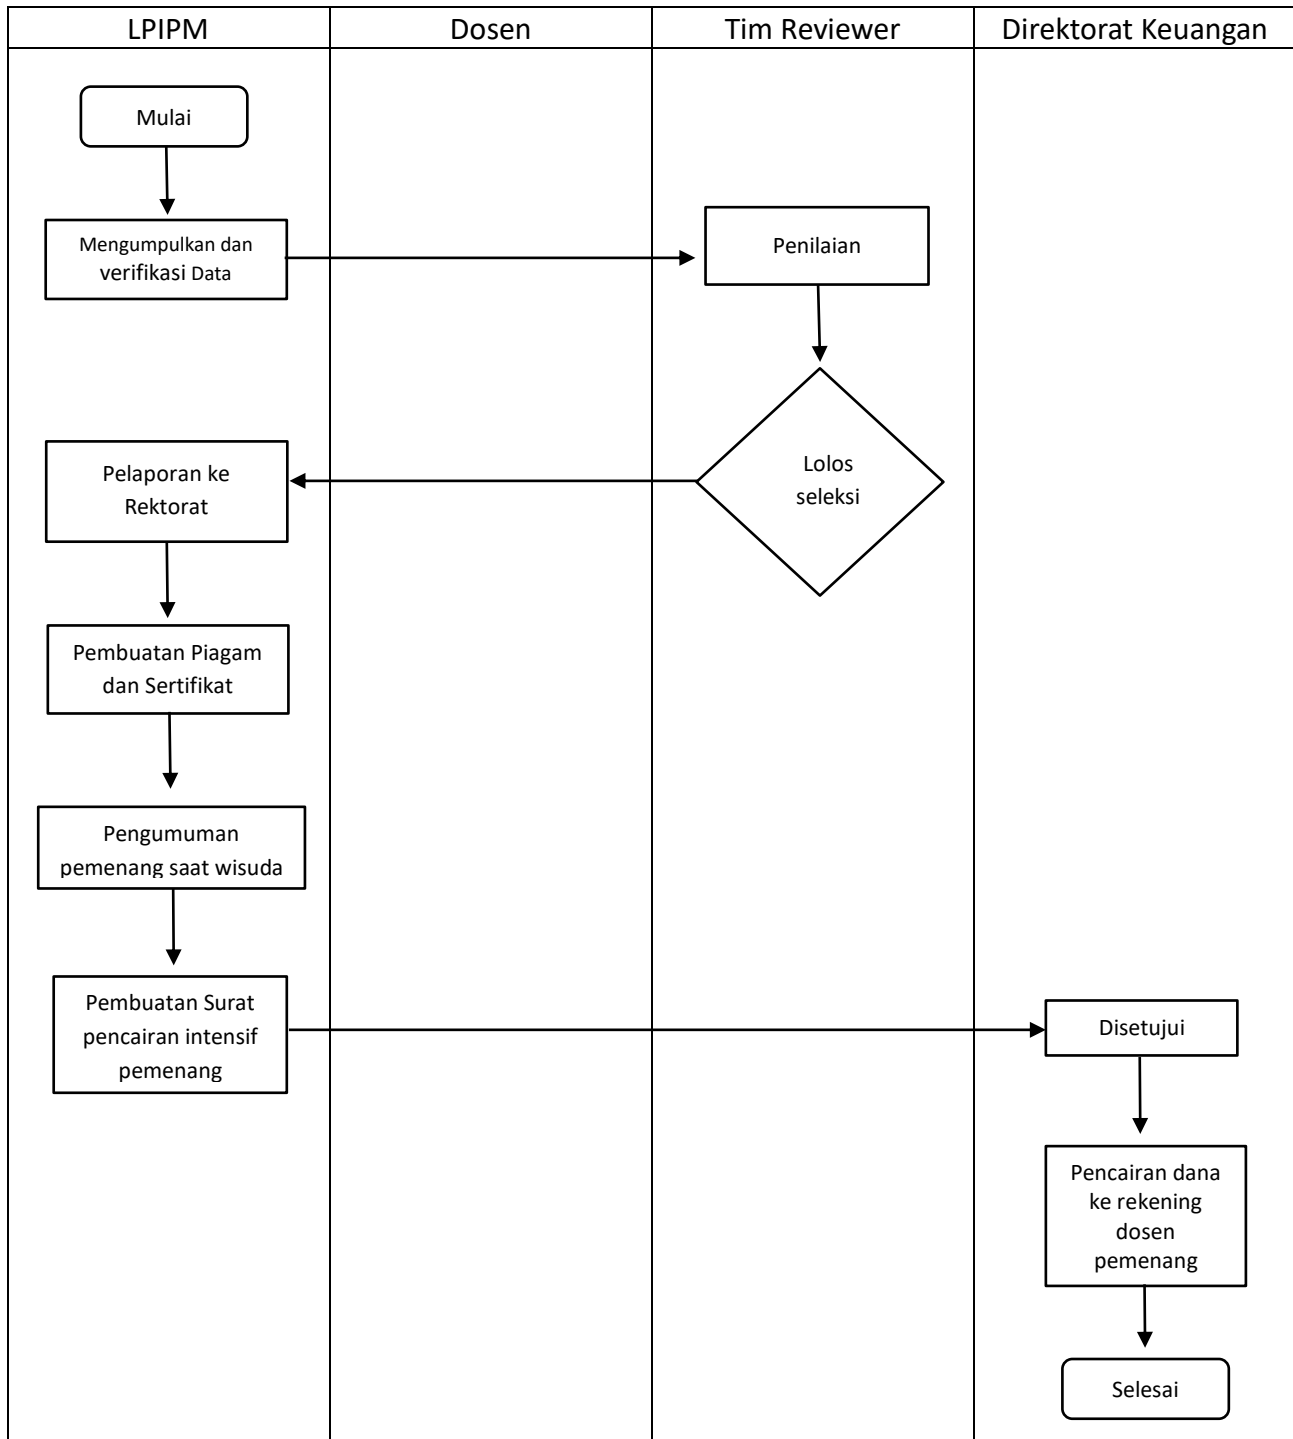 LPIPM
Dosen
Tim Reviewer
Direktorat Keuangan
Mulai
Mengumpulkan dan
verifikasi Data
Penilaian
Lolos
seleksi
Pelaporan ke
Rektorat
Pembuatan Piagam
dan Sertifikat
Pengumuman
pemenang saat wisuda
Pembuatan Surat
pencairan intensif
pemenang
Disetujui
Pencairan dana
ke rekening
dosen
pemenang
Selesai